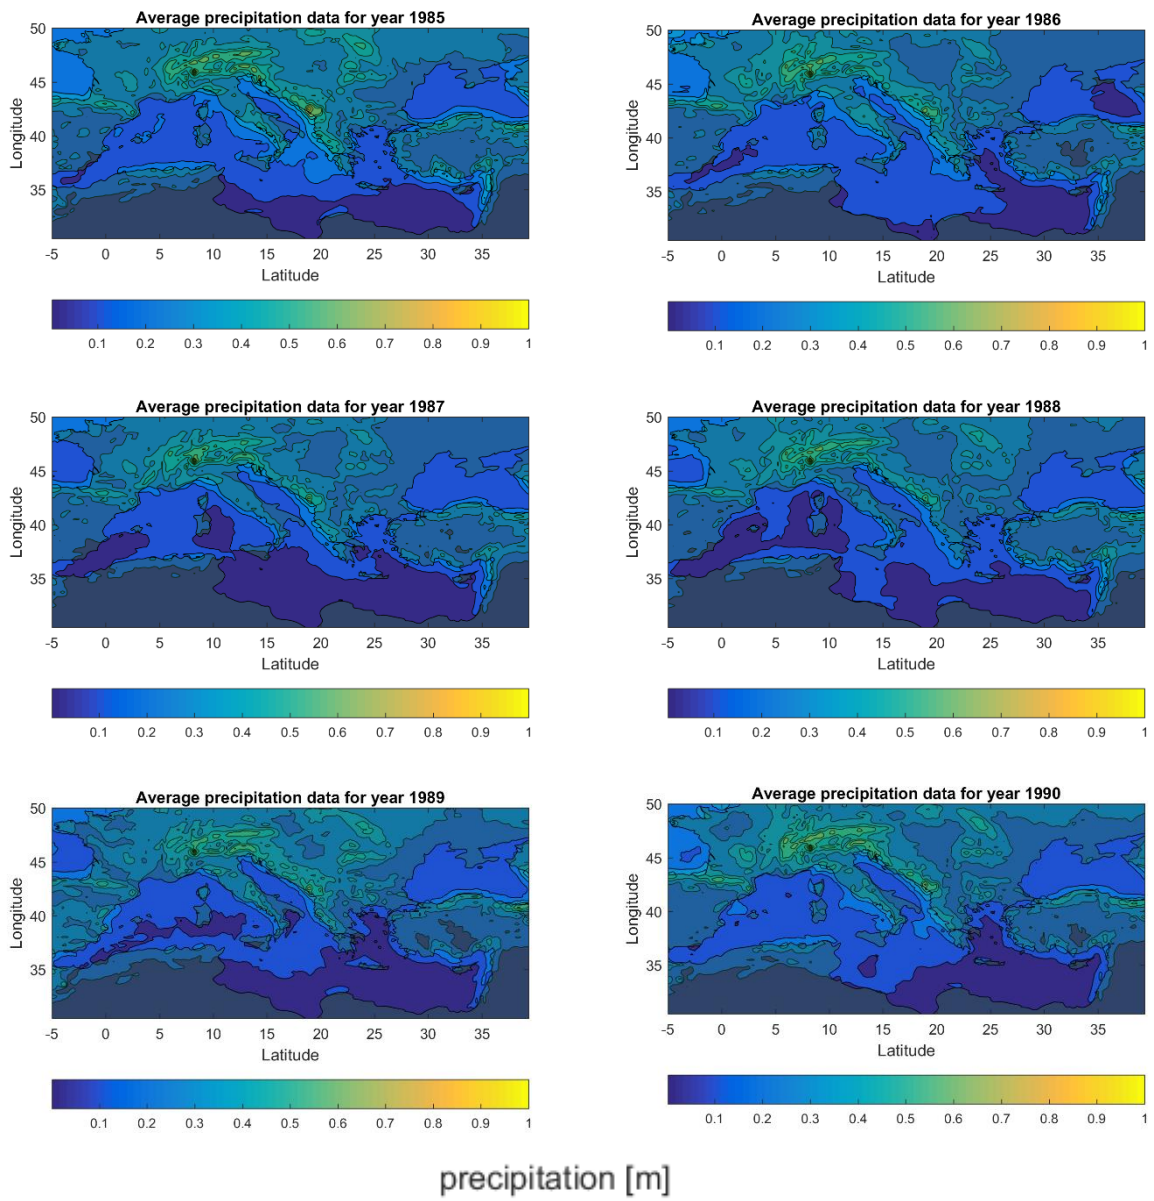 Average precipitation data for year 1985
50
45
40
35
Longitude
-5 0 5 10 15 20 25 30 35
Latitude
0.1 0.2 0.3 0.4 0.5 0.6 0.7 0.8 0.9 1
Average precipitation data for year 1986
50
45
40
35
Longitude
-5 0 5 10 15 20 25 30 35
Latitude
0.1 0.2 0.3 0.4 0.5 0.6 0.7 0.8 0.9 1
Average precipitation data for year 1987
50
45
40
35
Longitude
-5 0 5 10 15 20 25 30 35
Latitude
0.1 0.2 0.3 0.4 0.5 0.6 0.7 0.8 0.9 1
Average precipitation data for year 1988
50
45
40
35
Longitude
-5 0 5 10 15 20 25 30 35
Latitude
0.1 0.2 0.3 0.4 0.5 0.6 0.7 0.8 0.9 1
Average precipitation data for year 1989
50
45
40
35
Longitude
-5 0 5 10 15 20 25 30 35
Latitude
0.1 0.2 0.3 0.4 0.5 0.6 0.7 0.8 0.9 1
Average precipitation data for year 1990
50
45
40
35
Longitude
-5 0 5 10 15 20 25 30 35
Latitude
0.1 0.2 0.3 0.4 0.5 0.6 0.7 0.8 0.9 1
precipitation [m]